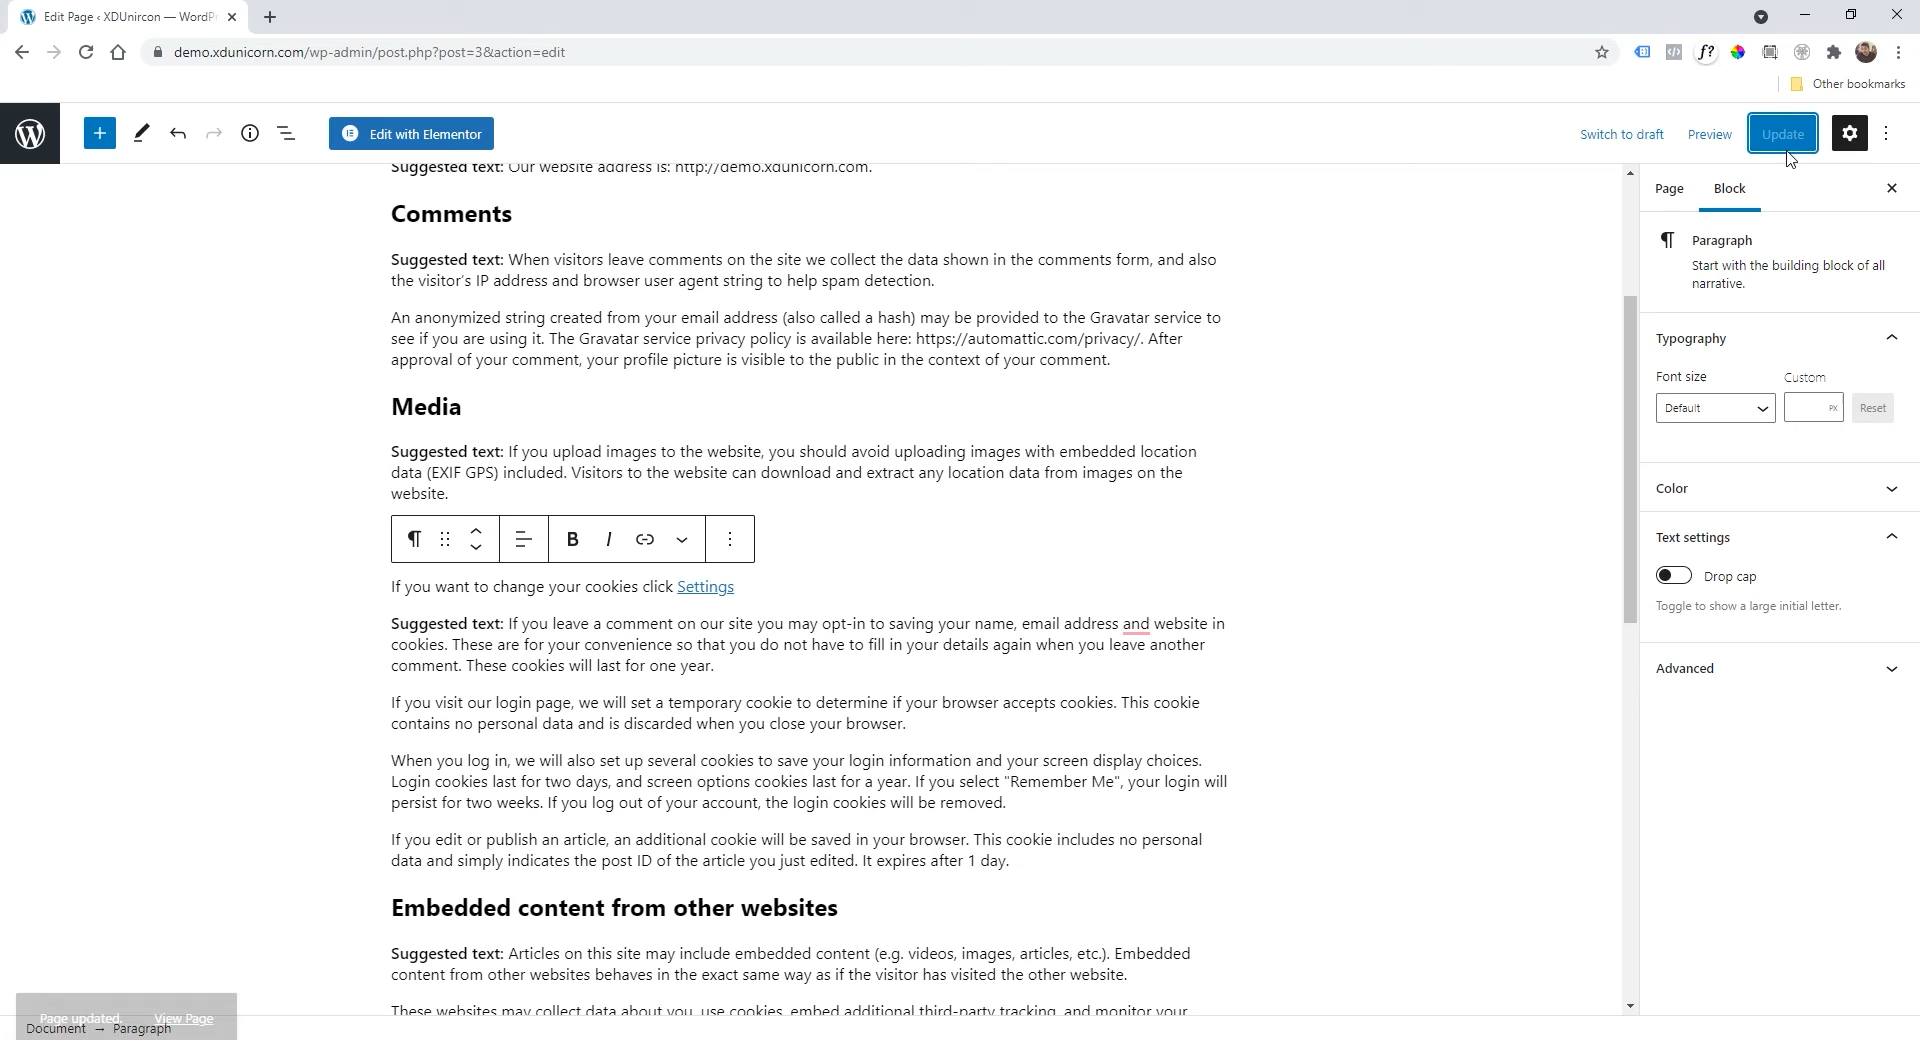 Edit Page ‹ XDUnircon — WordPr
demo.xdunicorn.com/wp-admin/post.php?post=3&action=edit
f?
Other bookmarks
Edit with Elementor
Switch to draft
Preview
Update
Suggested text: Our website address is: http://demo.xdunicorn.com.
Comments
Suggested text: When visitors leave comments on the site we collect the data shown in the comments form, and also
the visitor's IP address and browser user agent string to help spam detection.
An anonymized string created from your email address (also called a hash) may be provided to the Gravatar service to
see if you are using it. The Gravatar service privacy policy is available here: https://automattic.com/privacy/. After
approval of your comment, your profile picture is visible to the public in the context of your comment.
Media
Suggested text: If you upload images to the website, you should avoid uploading images with embedded location
data (EXIF GPS) included. Visitors to the website can download and extract any location data from images on the
website.
B I
If you want to change your cookies click Settings
Suggested text: If you leave a comment on our site you may opt-in to saving your name, email address and website in
cookies. These are for your convenience so that you do not have to fill in your details again when you leave another
comment. These cookies will last for one year.
If you visit our login page, we will set a temporary cookie to determine if your browser accepts cookies. This cookie
contains no personal data and is discarded when you close your browser.
When you log in, we will also set up several cookies to save your login information and your screen display choices.
Login cookies last for two days, and screen options cookies last for a year. If you select "Remember Me", your login will
persist for two weeks. If you log out of your account, the login cookies will be removed.
If you edit or publish an article, an additional cookie will be saved in your browser. This cookie includes no personal
data and simply indicates the post ID of the article you just edited. It expires after 1 day.
Embedded content from other websites
Suggested text: Articles on this site may include embedded content (e.g. videos, images, articles, etc.). Embedded
content from other websites behaves in the exact same way as if the visitor has visited the other website.
These websites may collect data about you, use cookies, embed additional third-party tracking, and monitor your
Page updated. View Page
Document → Paragraph
Page
Block
Paragraph
Start with the building block of all
narrative.
Typography
Font size
Custom
Default
PX
Reset
Color
Text settings
Drop cap
Toggle to show a large initial letter.
Advanced